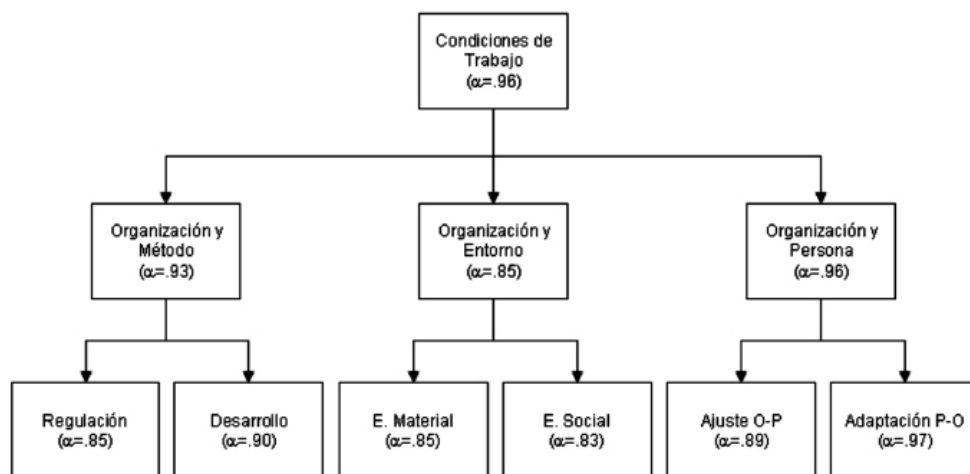 Condiciones de
Trabajo
(α=.96)
Organización y
Método
(α=.93)
Organización y
Entorno
(α=.85)
Organización y
Persona
(α=.96)
Regulación
(α=.85)
Desarrollo
(α=.90)
E. Material
(α=.85)
E. Social
(α=.83)
Ajuste O-P
(α=.89)
Adaptación P-O
(α=.97)